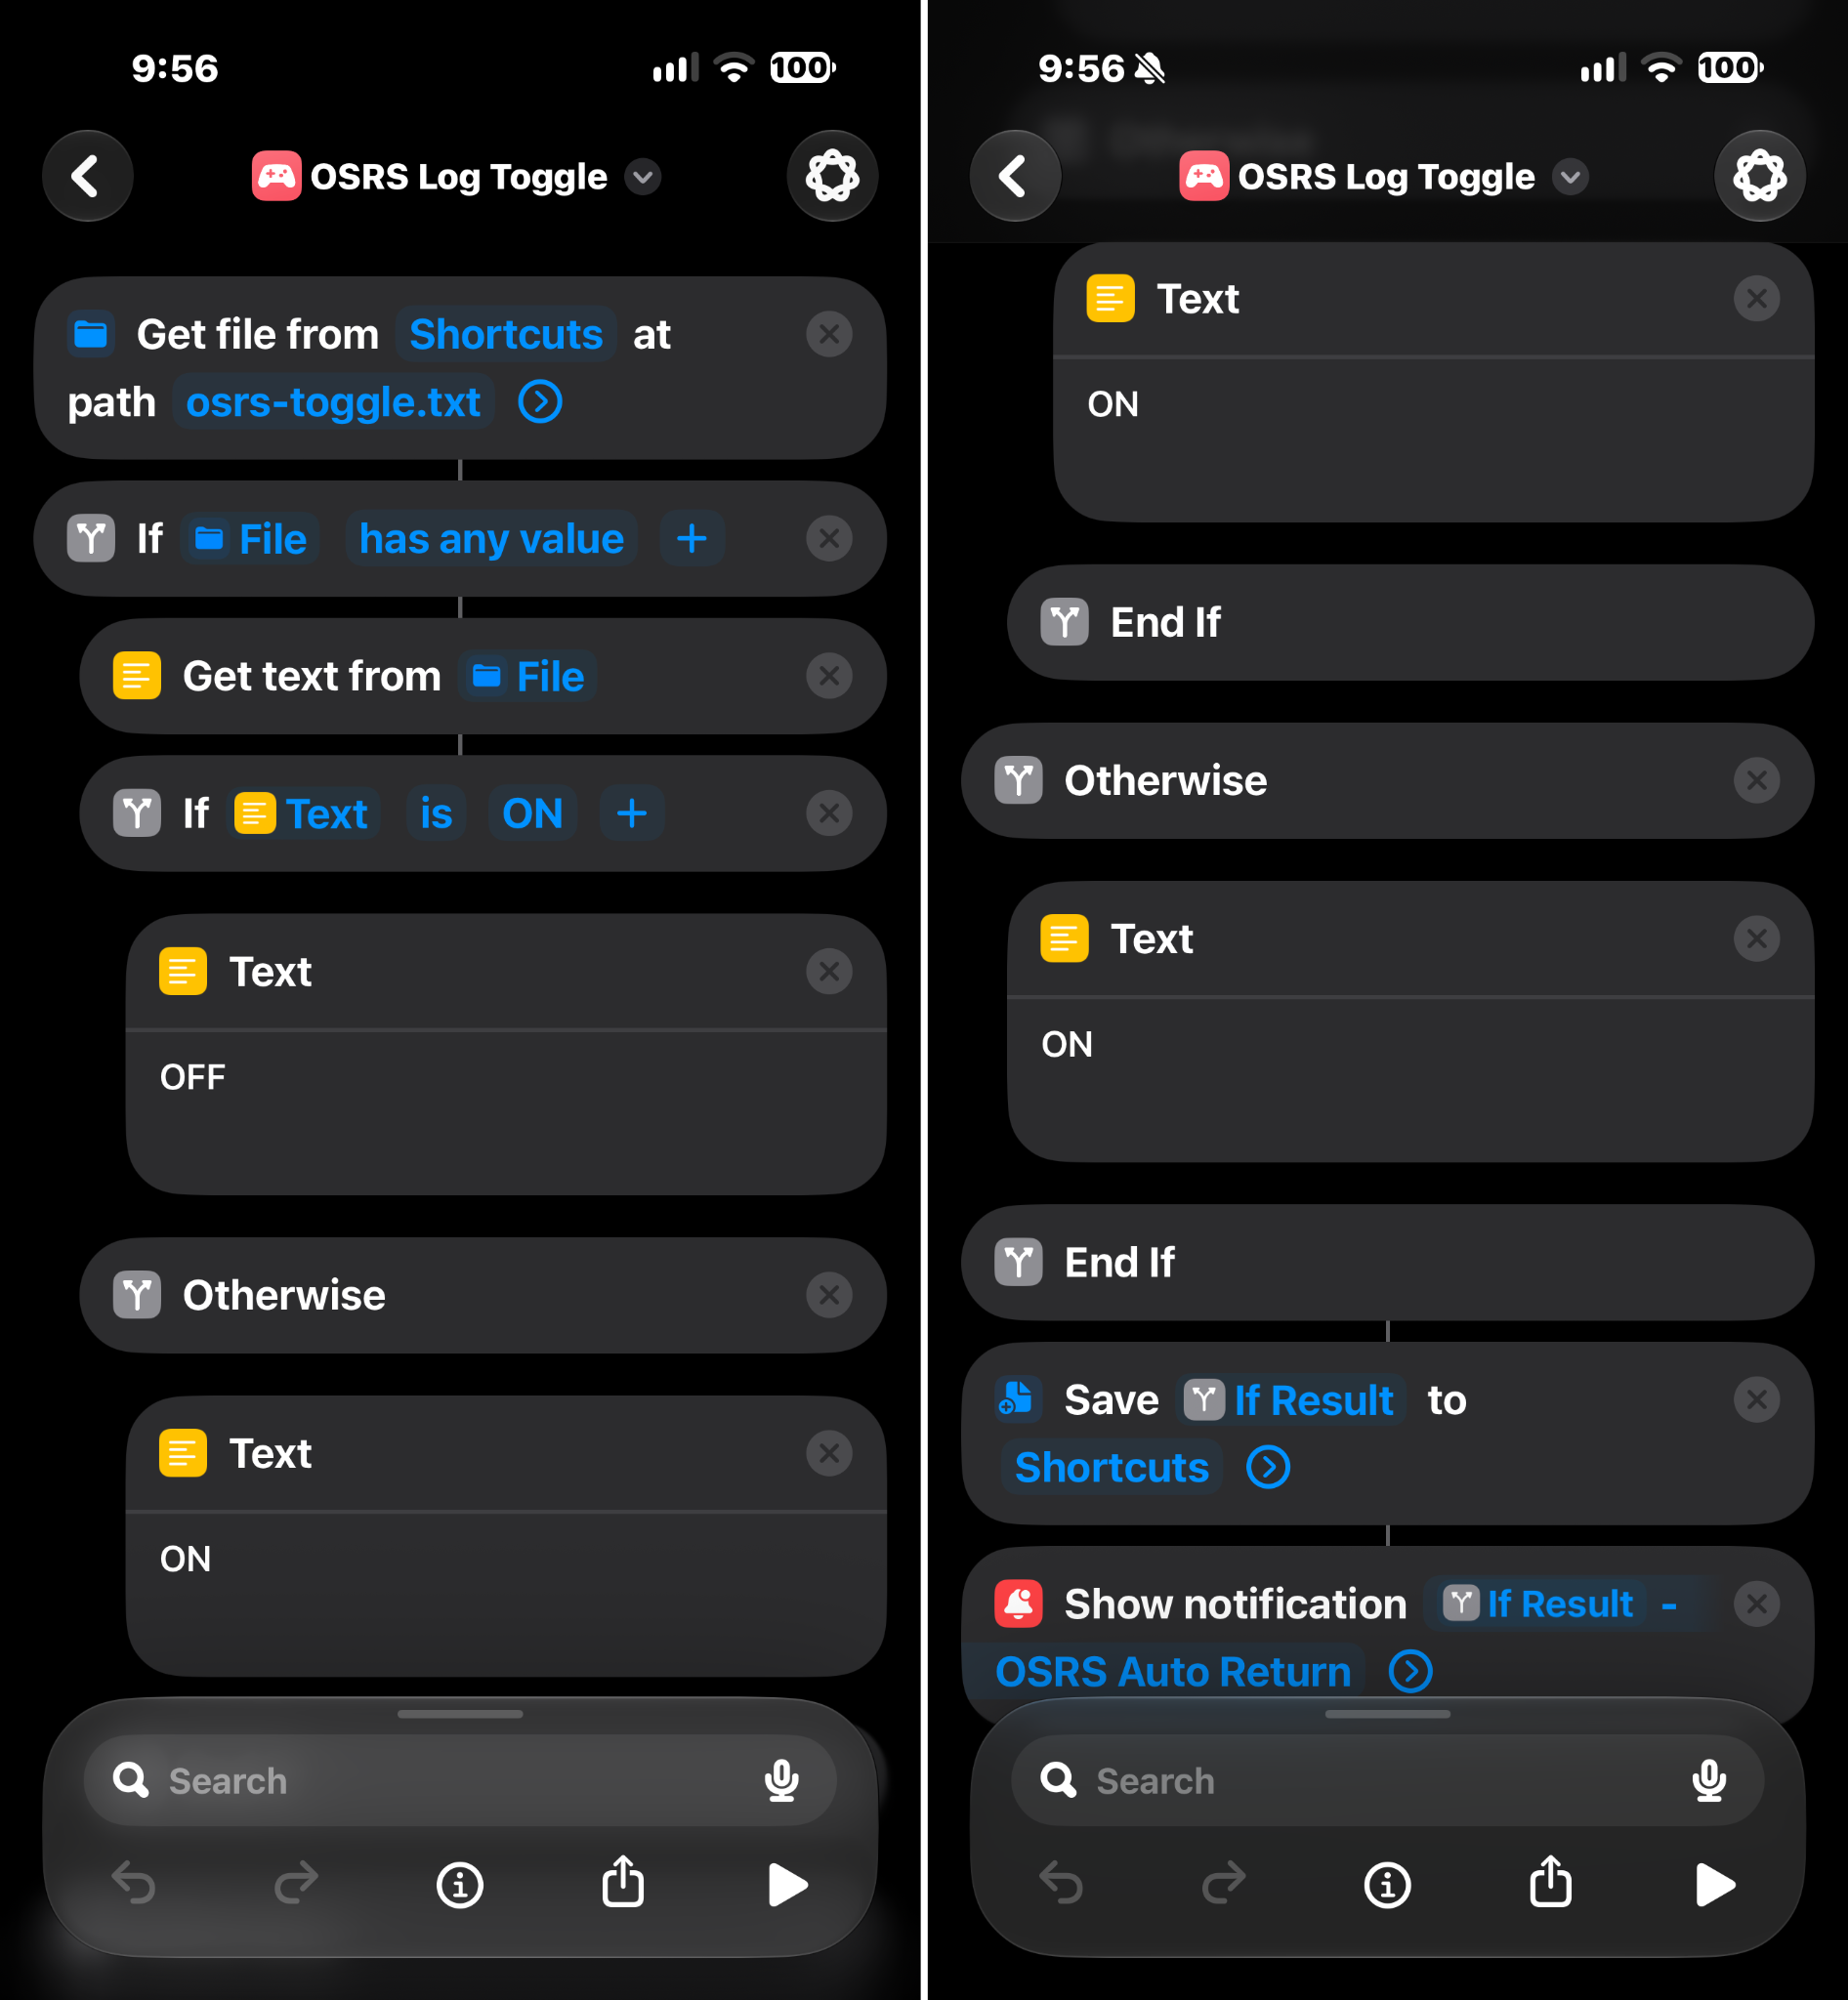 9:56
100
OSRS Log Toggle
Get file from Shortcuts at
path osrs-toggle.txt
If File has any value
Get text from File
If Text is ON
Text
OFF
Otherwise
Text
ON
Search
9:56
100
OSRS Log Toggle
Text
ON
End If
Otherwise
Text
ON
End If
Save If Result to
Shortcuts
Show notification If Result -
OSRS Auto Return
Search